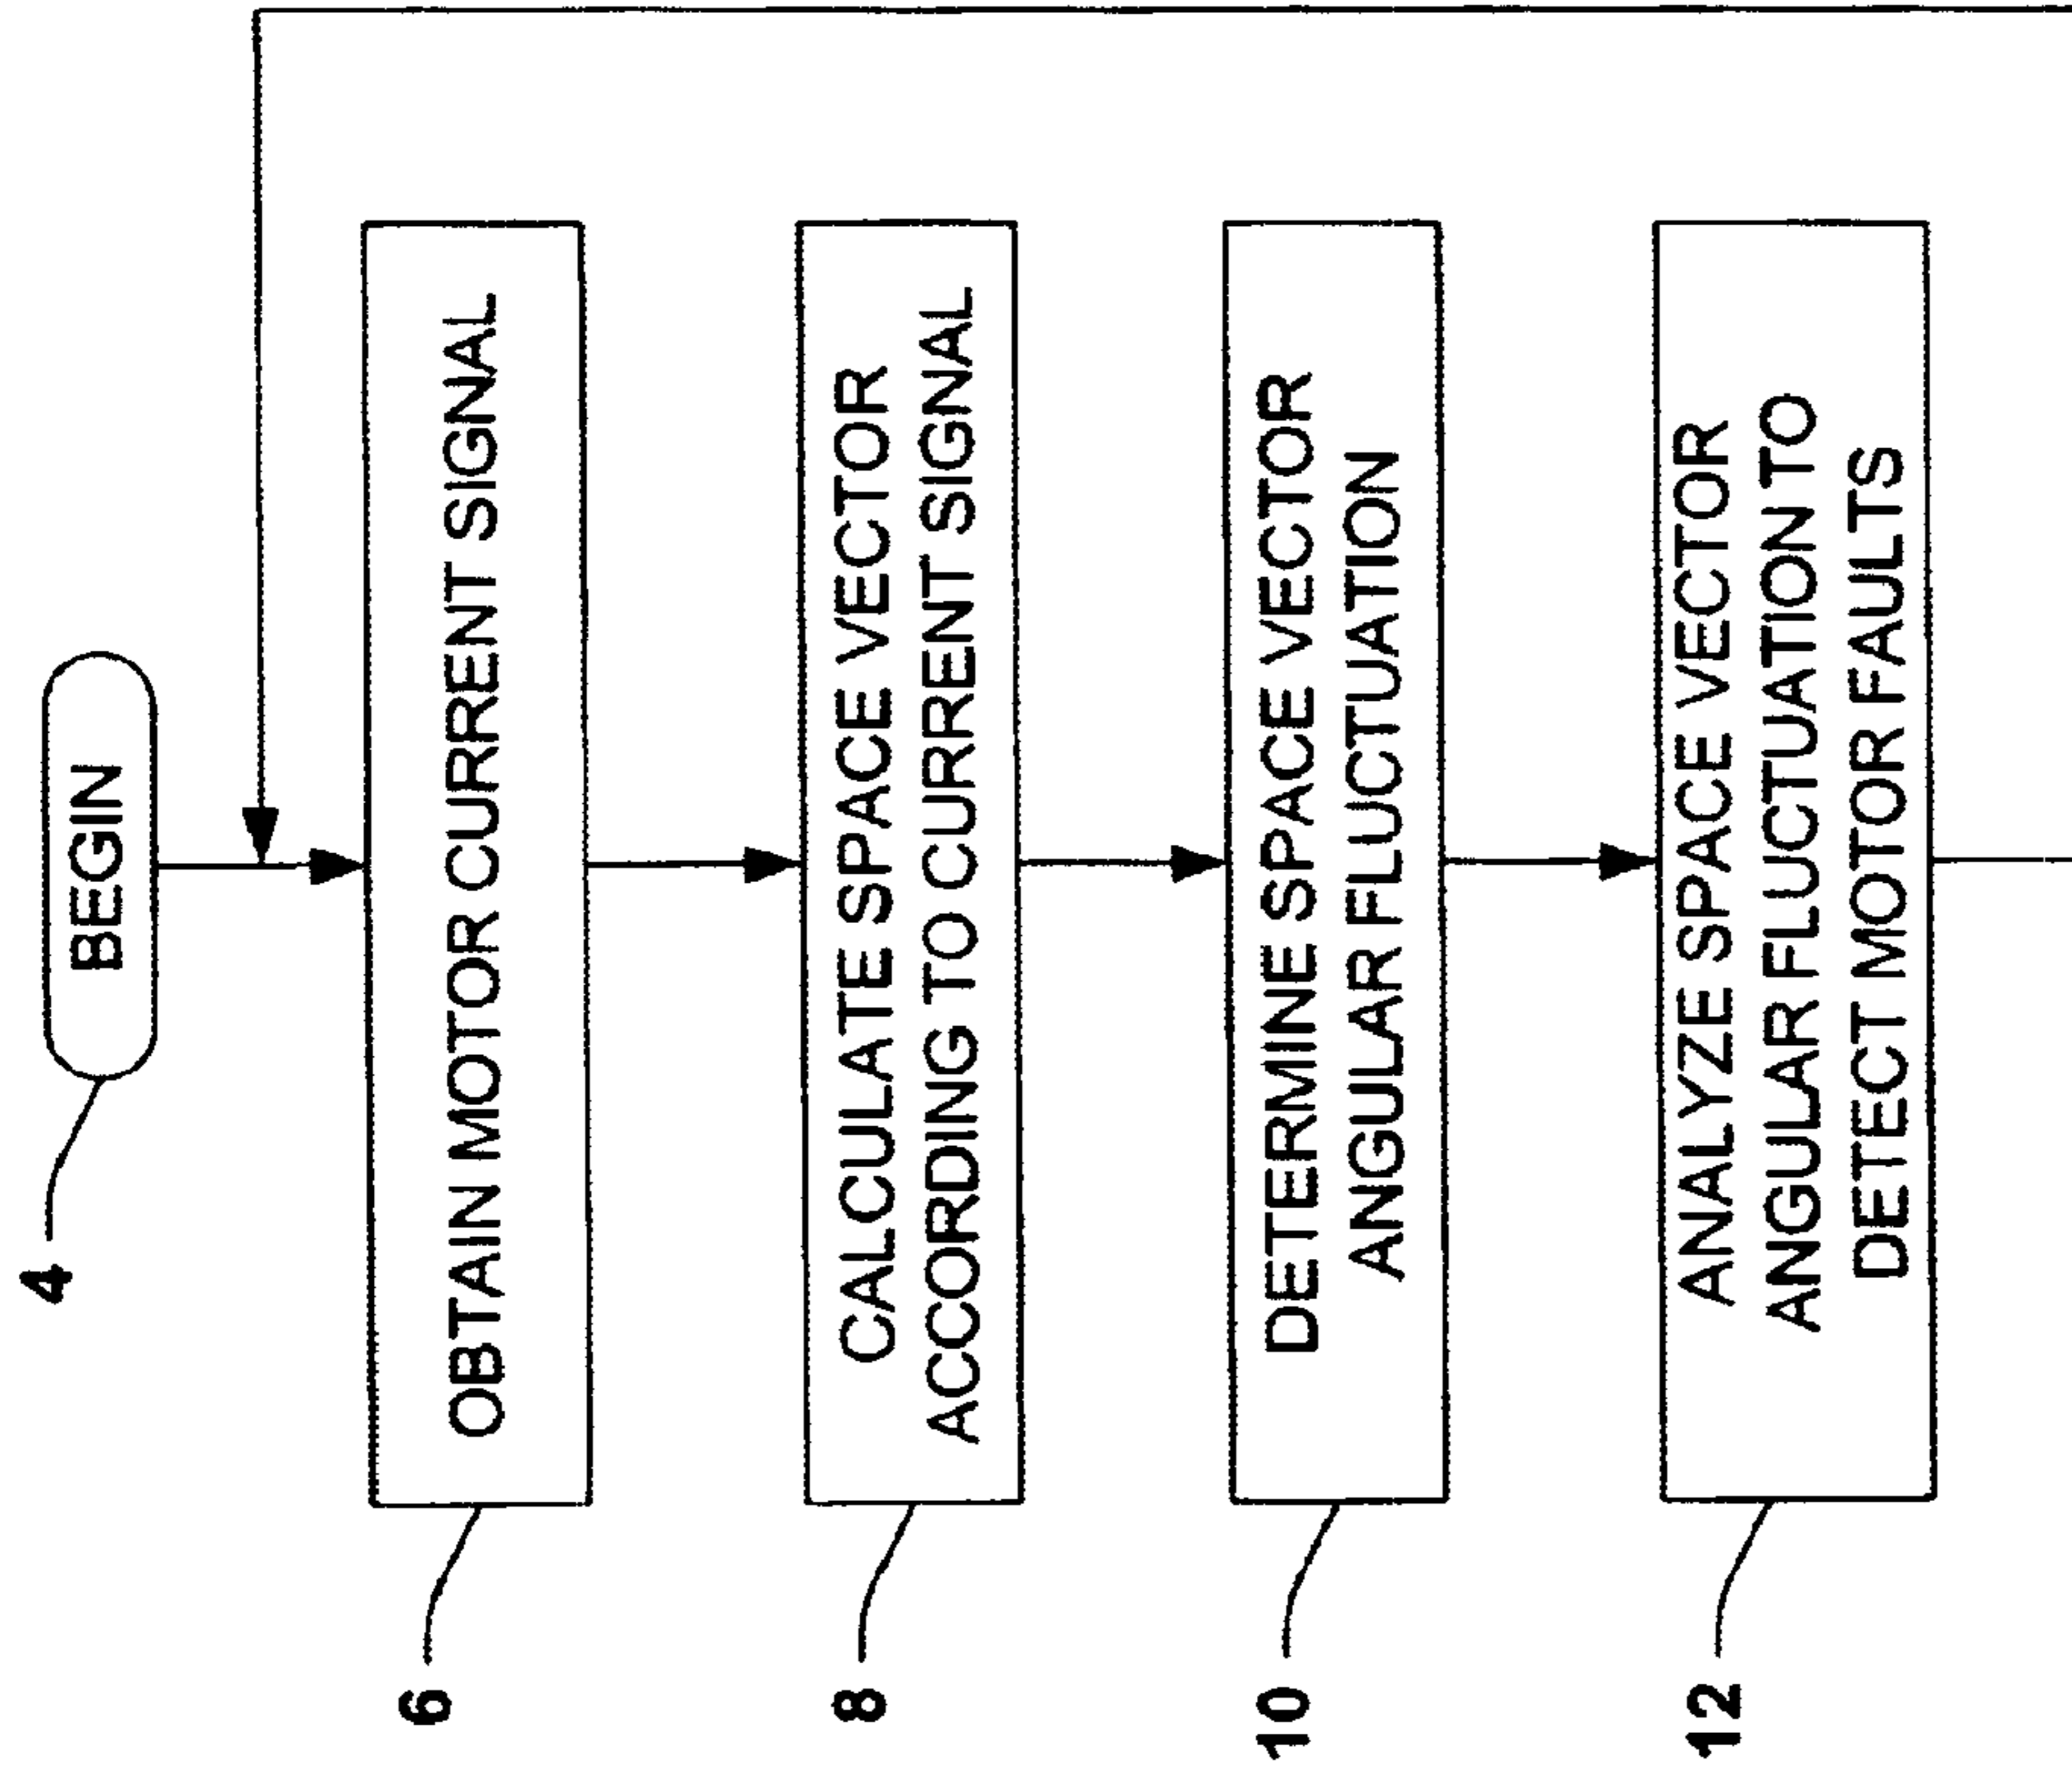 4
BEGIN
6
OBTAIN MOTOR CURRENT SIGNAL
8
CALCULATE SPACE VECTOR
ACCORDING TO CURRENT SIGNAL
10
DETERMINE SPACE VECTOR
ANGULAR FLUCTUATION
12
ANALYZE SPACE VECTOR
ANGULAR FLUCTUATION TO
DETECT MOTOR FAULTS